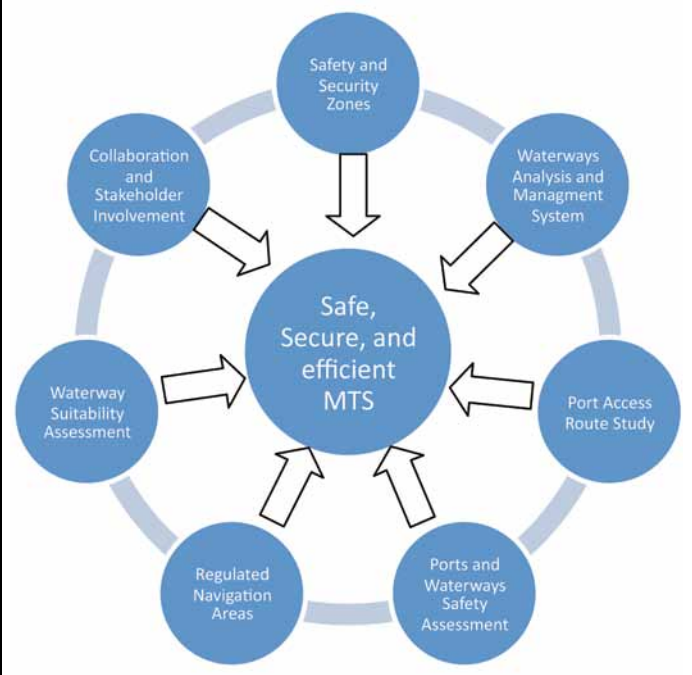 Safety and
Security
Zones
Waterways
Analysis and
Managment
System
Port Access
Route Study
Ports and
Waterways
Safety
Assessment
Regulated
Navigation
Areas
Waterway
Suitability
Assessment
Collaboration
and
Stakeholder
Involvement
Safe,
Secure, and
efficient
MTS